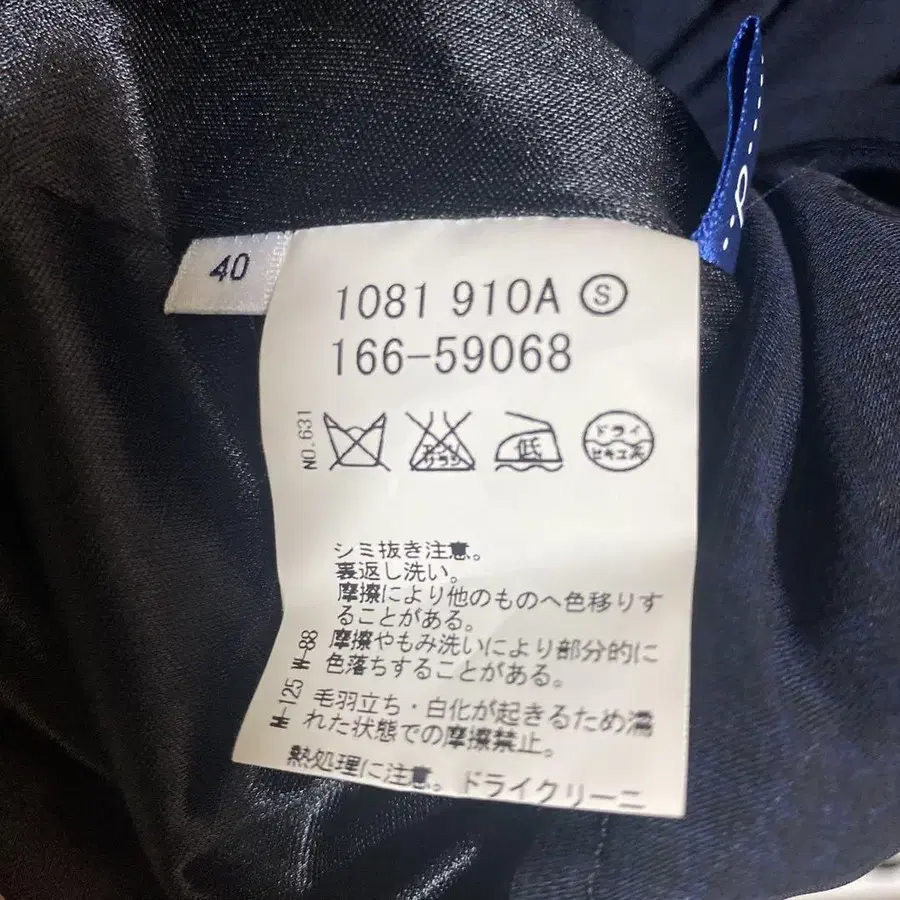 40
1081 910A Ⓢ
166-59068
NO.631
エンソ
サラシ
低
ドライ
セキユ系
シミ抜き注意。
裏返し洗い。
摩擦により他のものへ色移りす
ることがある。
摩擦やもみ洗いにより部分的に
色落ちすることがある。
毛羽立ち・白化が起きるため濡
れた状態での摩擦禁止。
熱処理に注意。ドライクリーニ
M-125 W-88